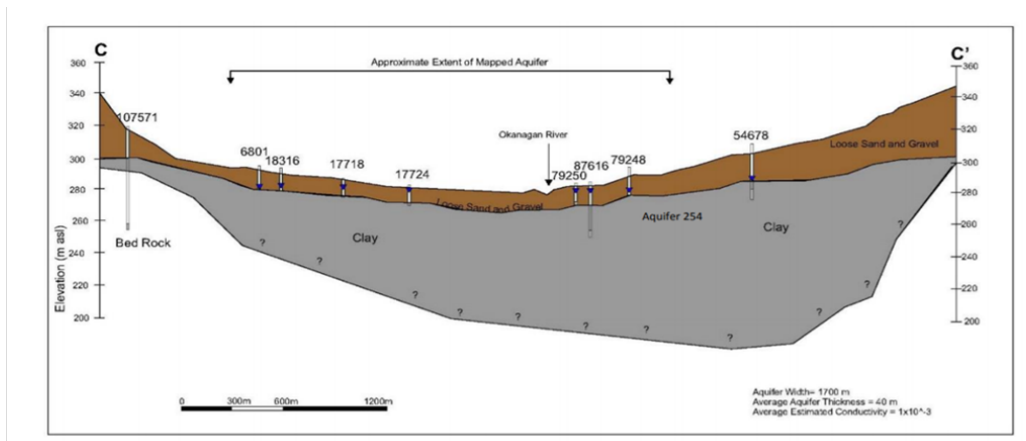 C
C'
Approximate Extent of Mapped Aquifer
360
340
320
300
280
260
240
220
200
Elevation (m asl)
360
340
320
300
280
260
240
220
200
107571
6801
18316
17718
17724
Okanagan River
79250
87616
79248
54678
Loose Sand and Gravel
Loose Sand and Gravel
Aquifer 254
Bed Rock
Clay
Clay
?
?
?
?
?
?
?
?
?
?
?
0
300m
600m
1200m
Aquifer Width= 1700 m
Average Aquifer Thickness = 40 m
Average Estimated Conductivity = 1x10^-3